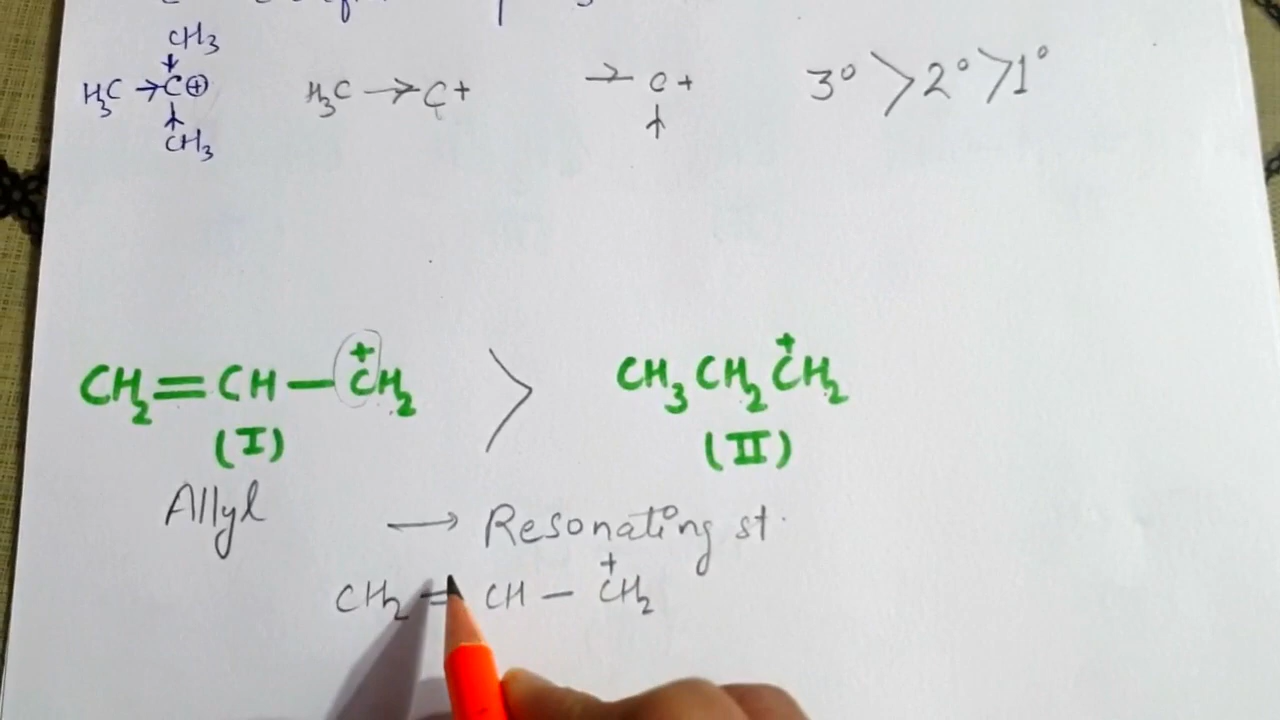 CH3
H3C → C⊕ H3C → C+ → C+ 3° > 2° > 1°
CH3
CH2=CH–C⁺H2 > CH3CH2C⁺H2
(I) (II)
Allyl
→ Resonating st.
CH2 = CH – C⁺H2